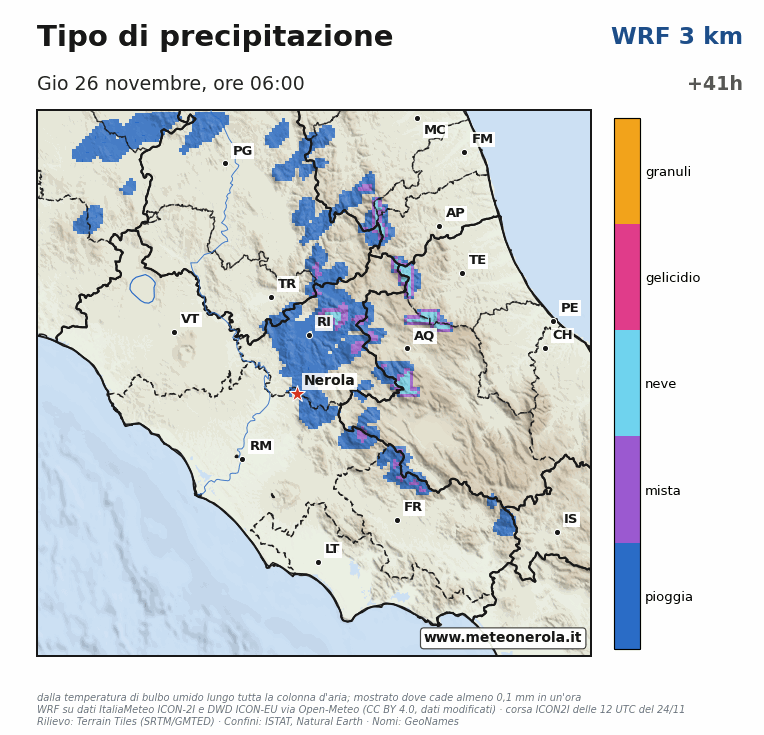 Tipo di precipitazione
WRF 3 km
Gio 26 novembre, ore 06:00
+41h
MC
FM
PG
AP
TE
TR
PE
RI
VT
CH
AQ
Nerola
RM
FR
IS
LT
www.meteonerola.it
granuli
gelicidio
neve
mista
pioggia
dalla temperatura di bulbo umido lungo tutta la colonna d'aria; mostrato dove cade almeno 0,1 mm in un'ora
WRF su dati ItaliaMeteo ICON-2I e DWD ICON-EU via Open-Meteo (CC BY 4.0, dati modificati) · corsa ICON2I delle 12 UTC del 24/11
Rilievo: Terrain Tiles (SRTM/GMTED) · Confini: ISTAT, Natural Earth · Nomi: GeoNames